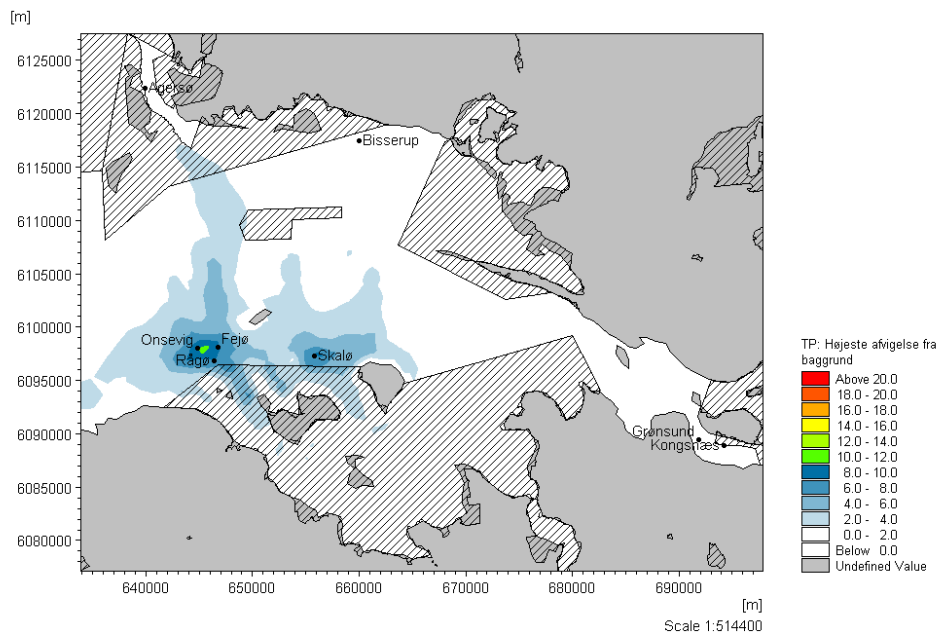 [m]
6125000
6120000
6115000
6110000
6105000
6100000
6095000
6090000
6085000
6080000
Agersø
Bisserup
Onsevig
Fejø
Rågø
Skalø
Grønsund
Kongsnæs
640000 650000 660000 670000 680000 690000
[m]
Scale 1:514400
TP: Højeste afvigelse fra
baggrund
Above 20.0
18.0 - 20.0
16.0 - 18.0
14.0 - 16.0
12.0 - 14.0
10.0 - 12.0
8.0 - 10.0
6.0 - 8.0
4.0 - 6.0
2.0 - 4.0
0.0 - 2.0
Below 0.0
Undefined Value